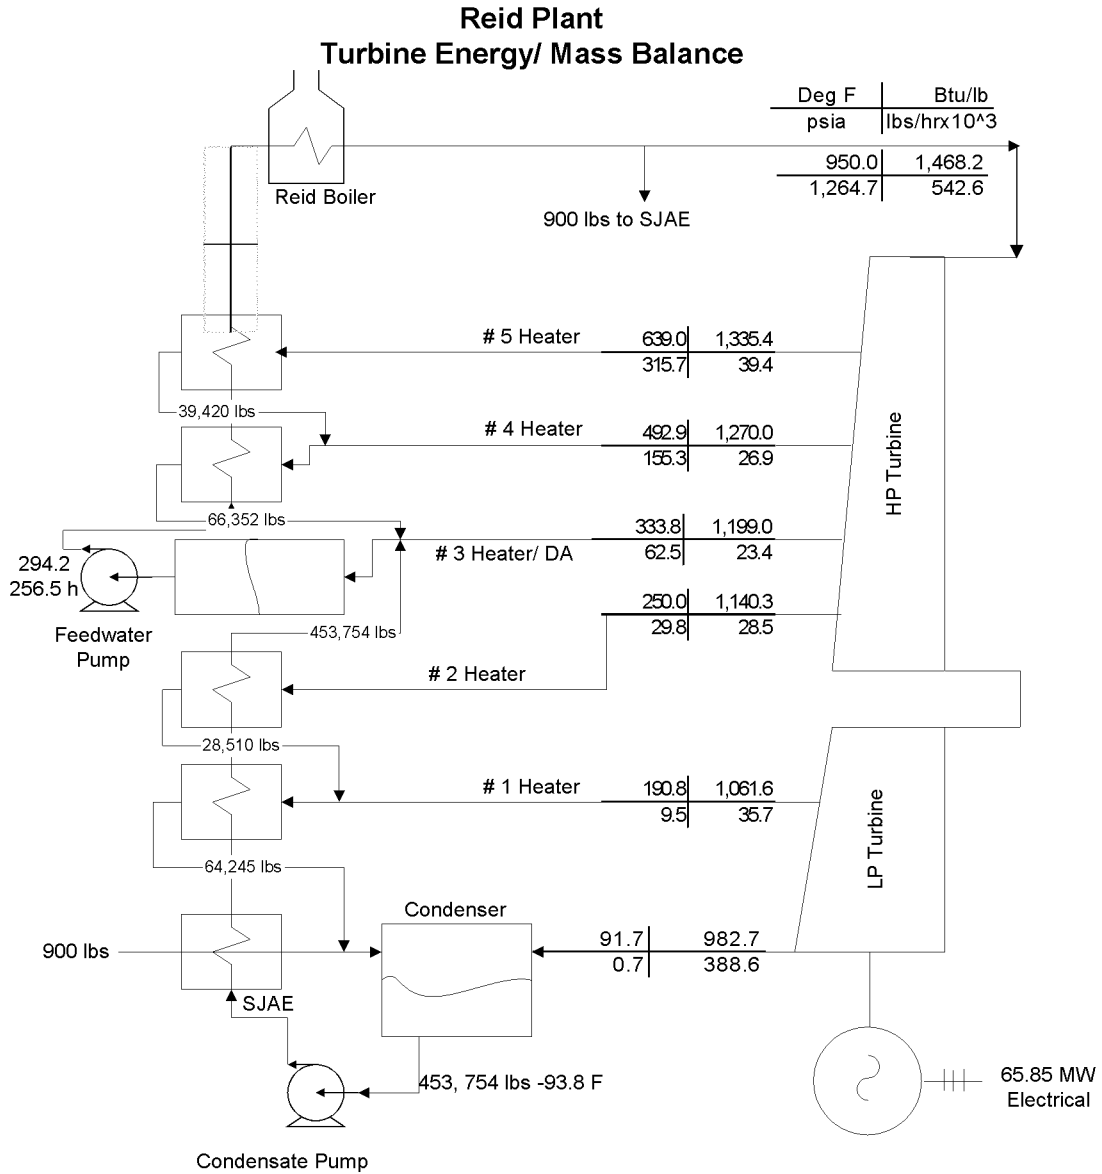 Reid Plant
Turbine Energy/ Mass Balance
Deg F Btu/lb
psia lbs/hrx10^3
950.0 1,468.2
1,264.7 542.6
Reid Boiler
900 lbs to SJAE
# 5 Heater
639.0 1,335.4
315.7 39.4
39,420 lbs
# 4 Heater
492.9 1,270.0
155.3 26.9
HP Turbine
66,352 lbs
333.8 1,199.0
# 3 Heater/ DA
62.5 23.4
294.2
256.5 h
Feedwater
Pump
250.0 1,140.3
29.8 28.5
453,754 lbs
# 2 Heater
28,510 lbs
# 1 Heater
190.8 1,061.6
9.5 35.7
LP Turbine
64,245 lbs
Condenser
900 lbs
91.7 982.7
0.7 388.6
SJAE
453, 754 lbs -93.8 F
65.85 MW
Electrical
Condensate Pump